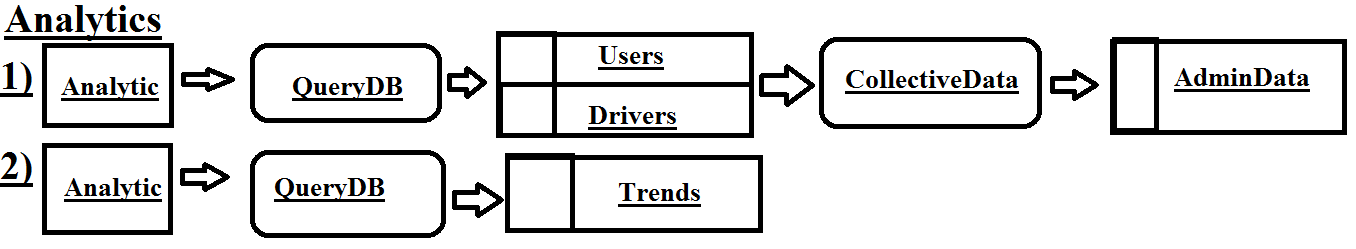 Analytics
1)
Analytic
QueryDB
Users
Drivers
CollectiveData
AdminData
2)
Analytic
QueryDB
Trends